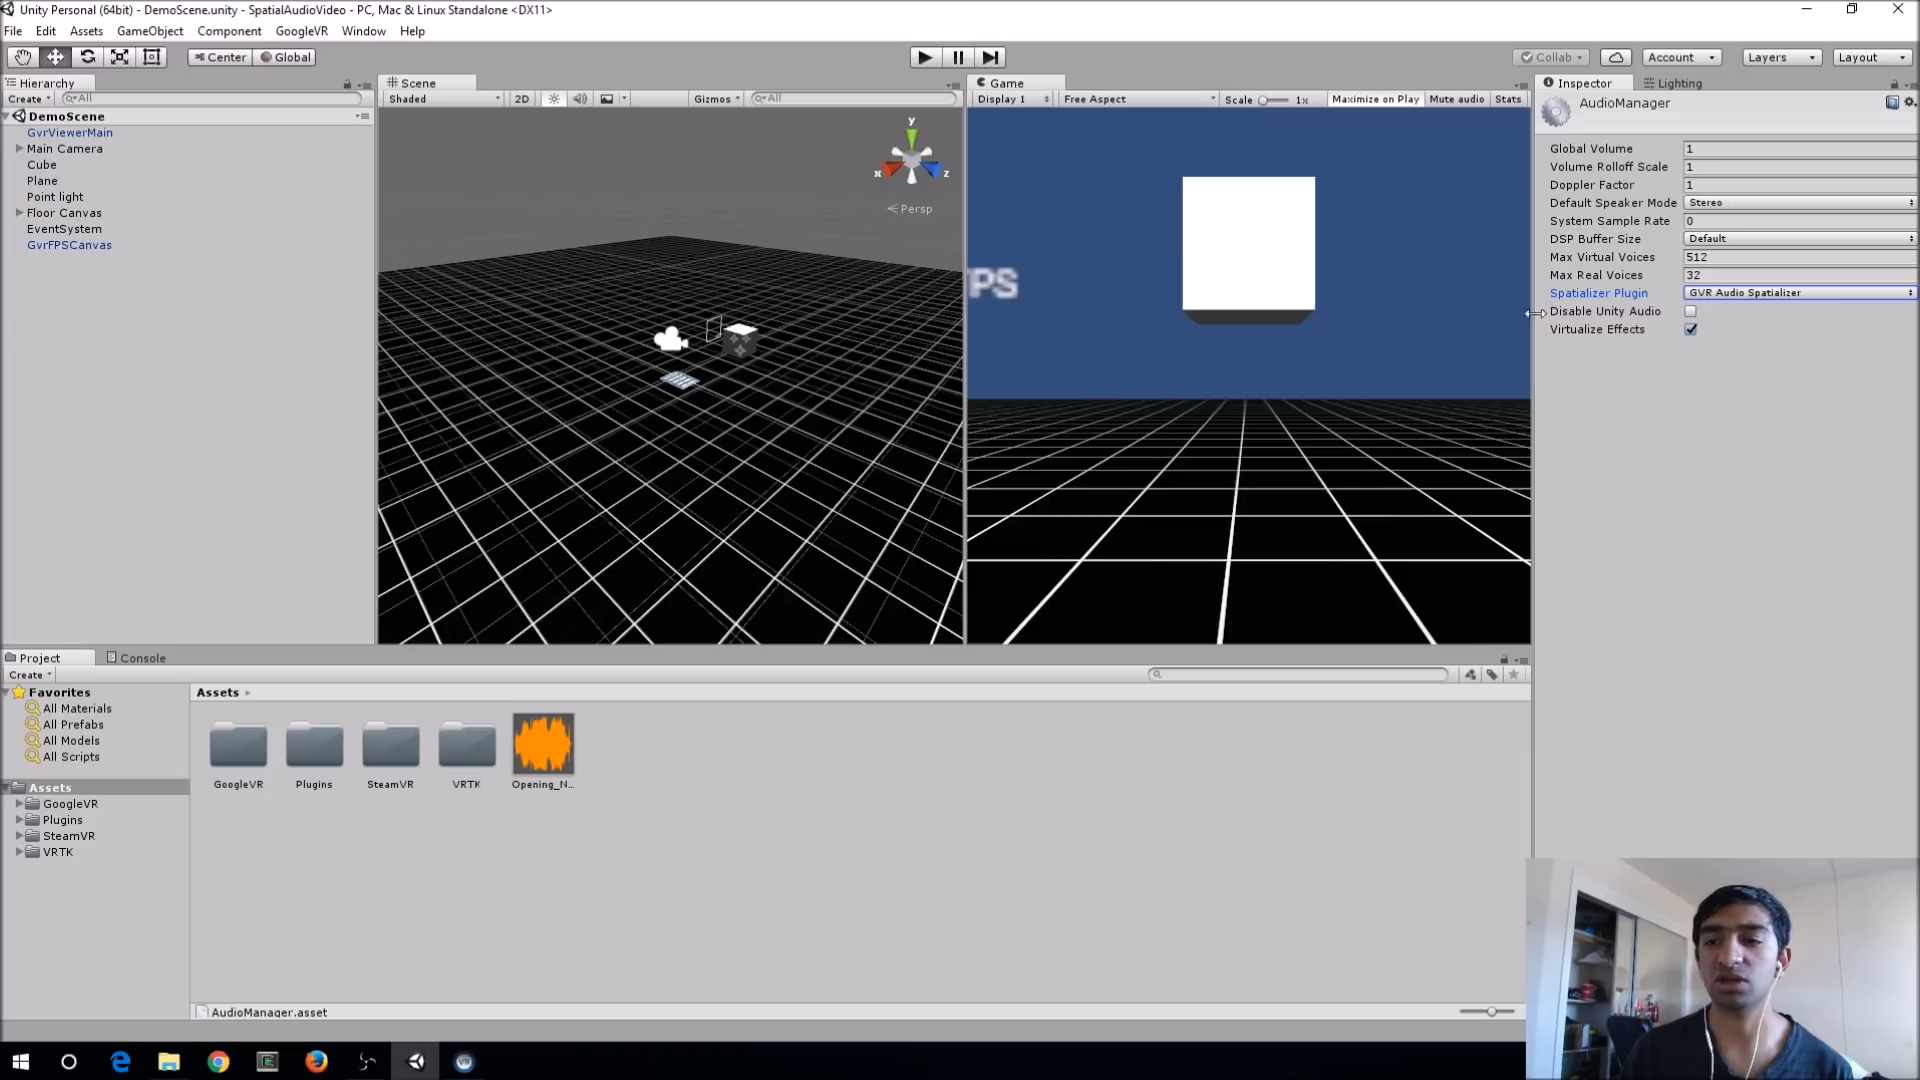 Unity Personal (64bit) - DemoScene.unity - SpatialAudioVideo - PC, Mac & Linux Standalone <DX11>
File Edit Assets GameObject Component GoogleVR Window Help
Center Global Collab Account Layers Layout
Hierarchy
Create All
DemoScene
GvrViewerMain
Main Camera
Cube
Plane
Point light
Floor Canvas
EventSystem
GvrFPSCanvas
Scene
Shaded 2D Gizmos All
y
x z
Persp
Game
Display 1 Free Aspect Scale 1x Maximize on Play Mute audio Stats
PS
Inspector Lighting
AudioManager
Global Volume 1
Volume Rolloff Scale 1
Doppler Factor 1
Default Speaker Mode Stereo
System Sample Rate 0
DSP Buffer Size Default
Max Virtual Voices 512
Max Real Voices 32
Spatializer Plugin GVR Audio Spatializer
Disable Unity Audio
Virtualize Effects
Project Console
Create
Favorites
All Materials
All Prefabs
All Models
All Scripts
Assets
GoogleVR
Plugins
SteamVR
VRTK
Assets
GoogleVR Plugins SteamVR VRTK Opening_N...
AudioManager.asset